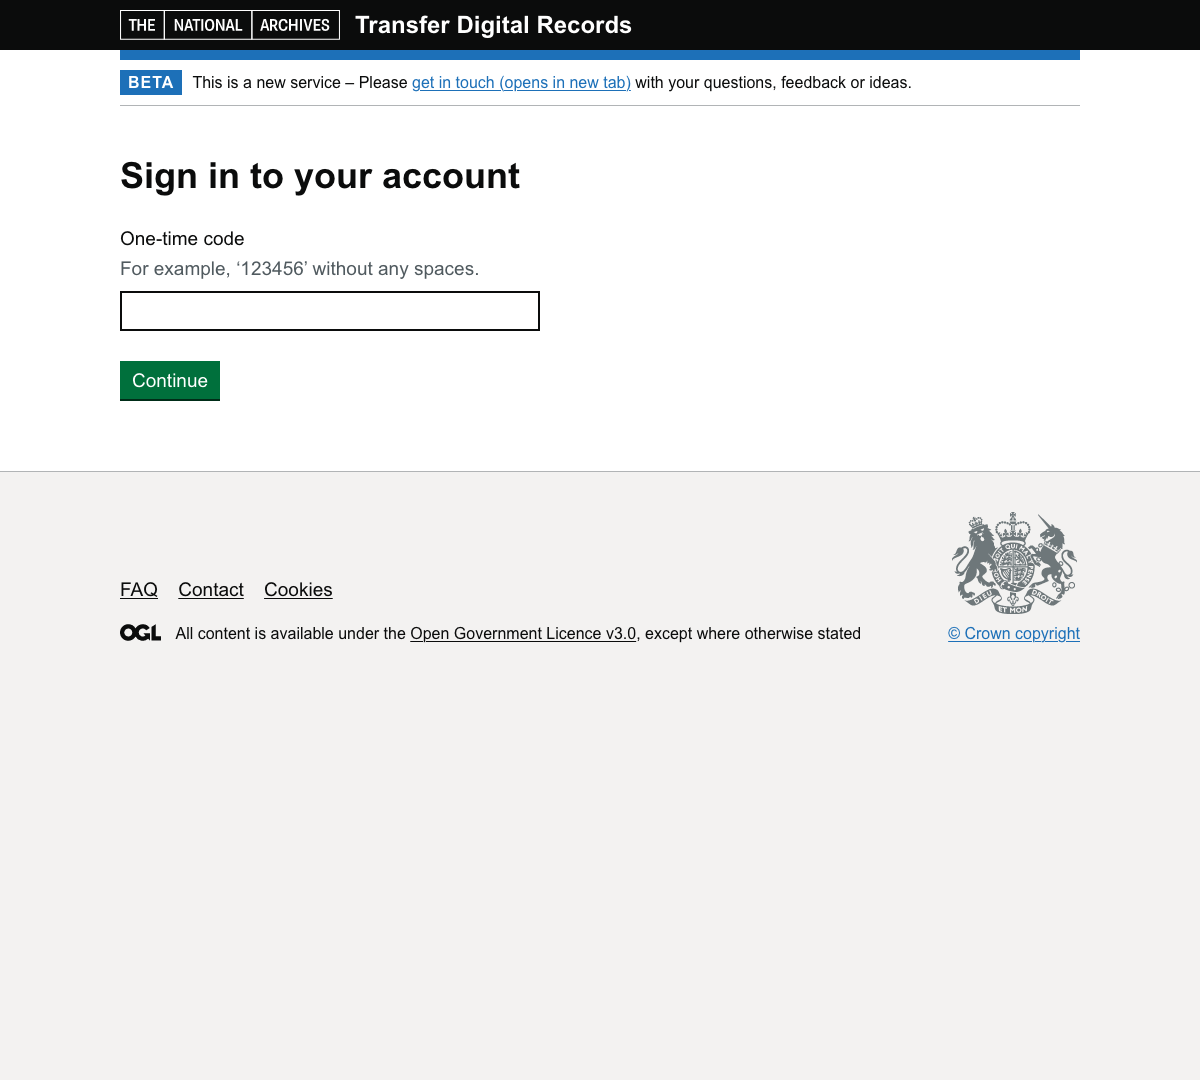 THE NATIONAL ARCHIVES Transfer Digital Records
BETA This is a new service – Please get in touch (opens in new tab) with your questions, feedback or ideas.
Sign in to your account
One-time code
For example, ‘123456’ without any spaces.
Continue
FAQ Contact Cookies
OGL All content is available under the Open Government Licence v3.0, except where otherwise stated
DIEU ET MON DROIT
© Crown copyright